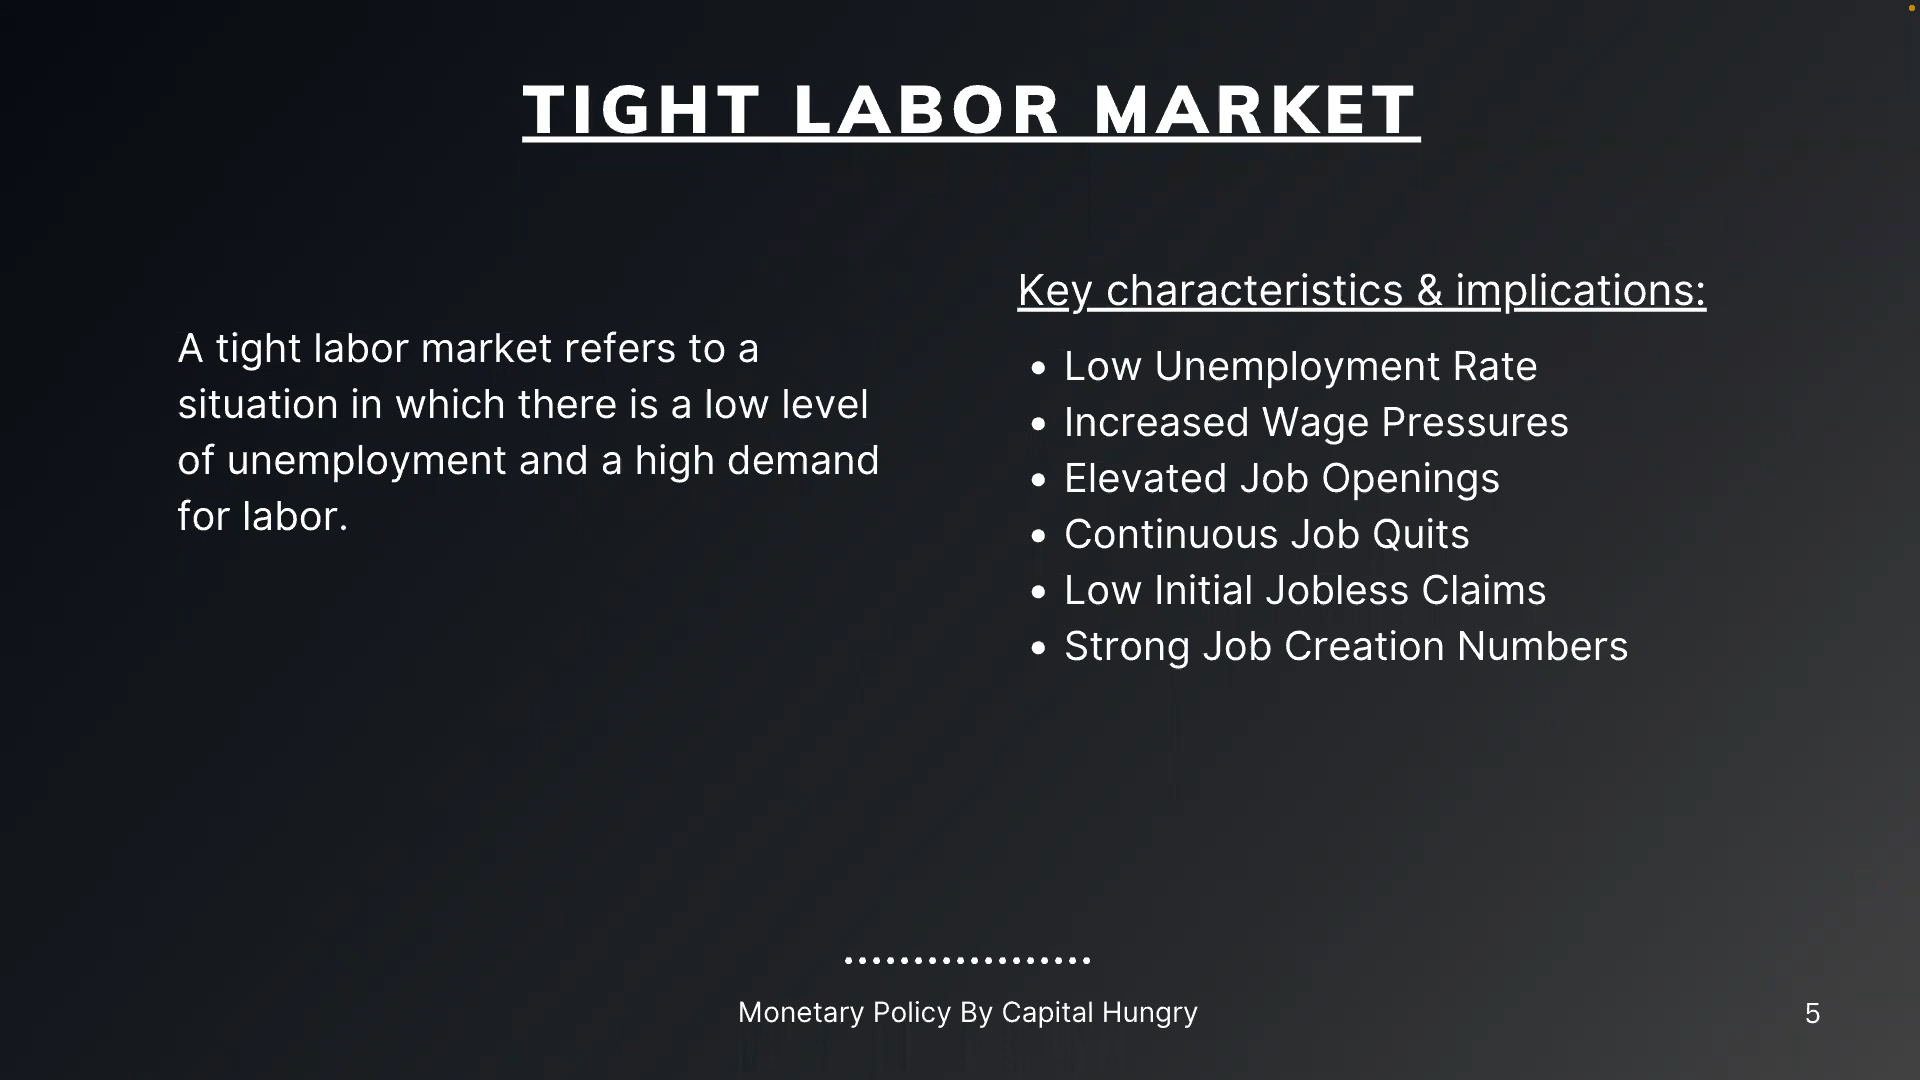 TIGHT LABOR MARKET
A tight labor market refers to a
situation in which there is a low level
of unemployment and a high demand
for labor.
Key characteristics & implications:
• Low Unemployment Rate
• Increased Wage Pressures
• Elevated Job Openings
• Continuous Job Quits
• Low Initial Jobless Claims
• Strong Job Creation Numbers
Monetary Policy By Capital Hungry
5